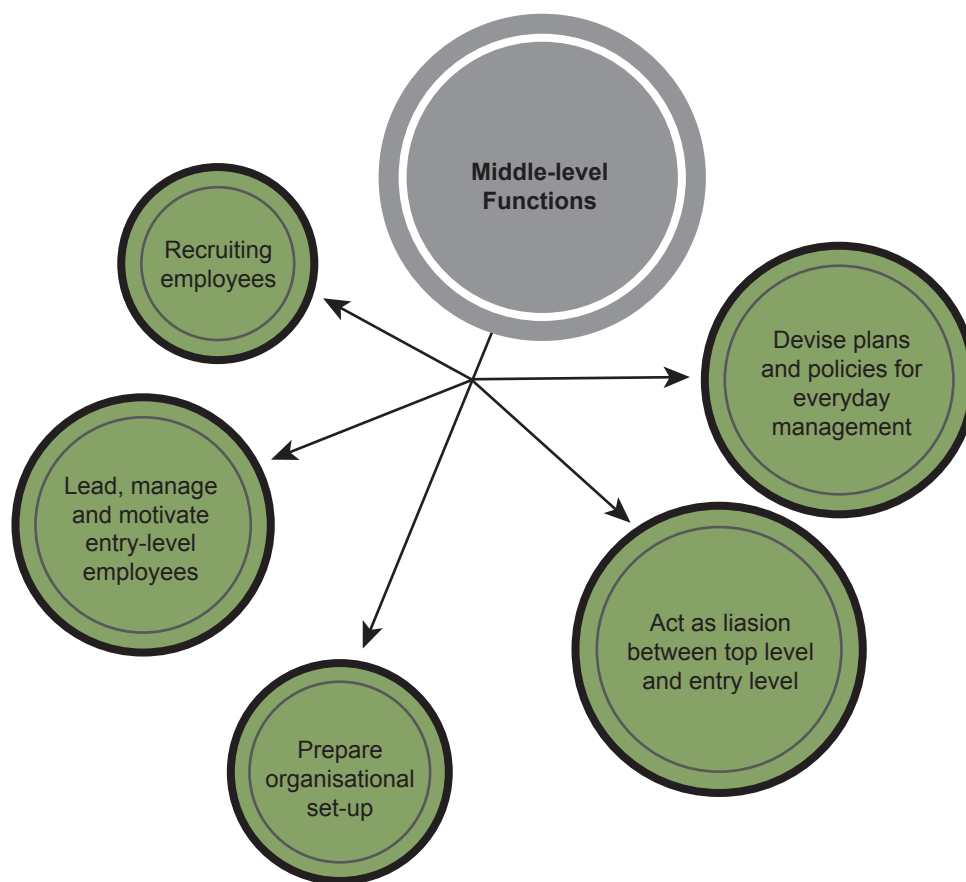 Middle-level
Functions
Recruiting
employees
Devise plans
and policies for
everyday
management
Lead, manage
and motivate
entry-level
employees
Act as liasion
between top level
and entry level
Prepare
organisational
set-up